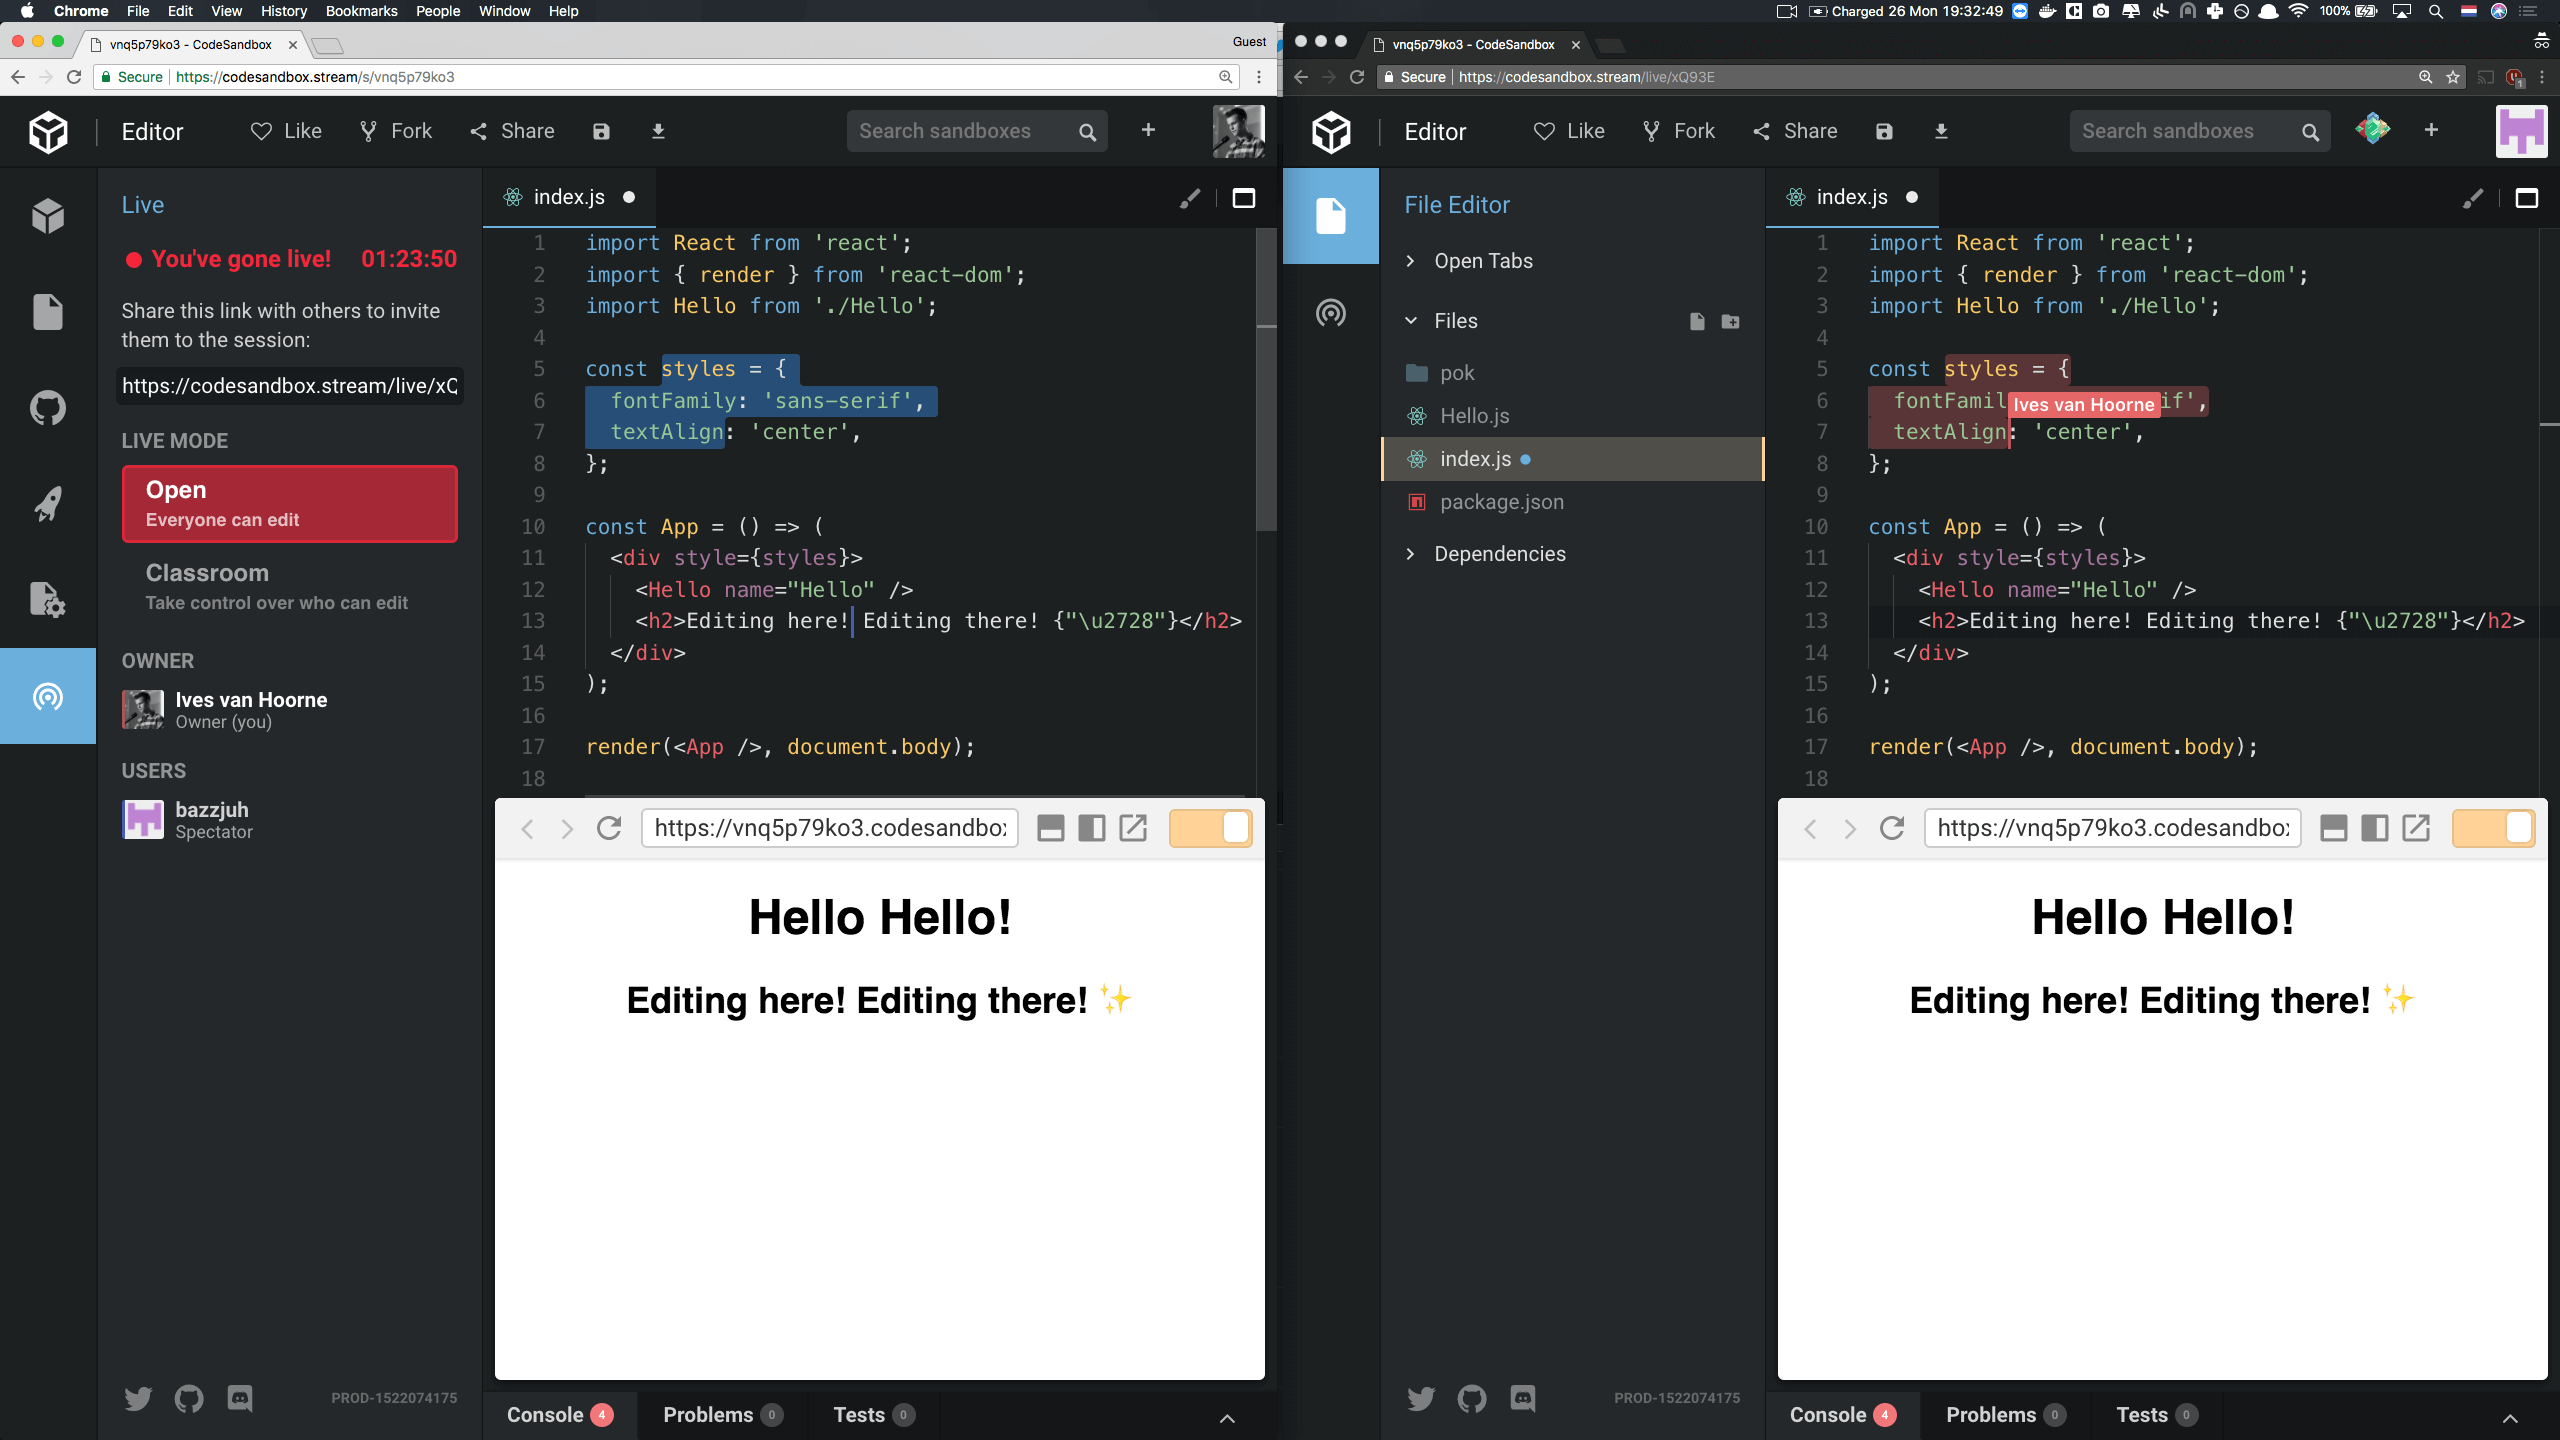 Chrome File Edit View History Bookmarks People Window Help
Charged 26 Mon 19:32:49 100%
vnq5p79ko3 - CodeSandbox
Guest
Secure https://codesandbox.stream/s/vnq5p79ko3
Editor Like Fork Share Search sandboxes +
Live
You've gone live! 01:23:50
Share this link with others to invite
them to the session:
https://codesandbox.stream/live/xQ
LIVE MODE
Open
Everyone can edit
Classroom
Take control over who can edit
OWNER
Ives van Hoorne
Owner (you)
USERS
bazzjuh
Spectator
PROD-1522074175
index.js
1 import React from 'react';
2 import { render } from 'react-dom';
3 import Hello from './Hello';
4
5 const styles = {
6 fontFamily: 'sans-serif',
7 textAlign: 'center',
8 };
9
10 const App = () => (
11 <div style={styles}>
12 <Hello name="Hello" />
13 <h2>Editing here! Editing there! {"\u2728"}</h2>
14 </div>
15 );
16
17 render(<App />, document.body);
18
https://vnq5p79ko3.codesandbox
Hello Hello!
Editing here! Editing there! ✨
Console 4 Problems 0 Tests 0
vnq5p79ko3 - CodeSandbox
Secure https://codesandbox.stream/live/xQ93E
Editor Like Fork Share Search sandboxes +
File Editor
Open Tabs
Files
pok
Hello.js
index.js
package.json
Dependencies
PROD-1522074175
index.js
1 import React from 'react';
2 import { render } from 'react-dom';
3 import Hello from './Hello';
4
5 const styles = {
6 fontFamil Ives van Hoorne if',
7 textAlign: 'center',
8 };
9
10 const App = () => (
11 <div style={styles}>
12 <Hello name="Hello" />
13 <h2>Editing here! Editing there! {"\u2728"}</h2>
14 </div>
15 );
16
17 render(<App />, document.body);
18
https://vnq5p79ko3.codesandbox
Hello Hello!
Editing here! Editing there! ✨
Console 4 Problems 0 Tests 0